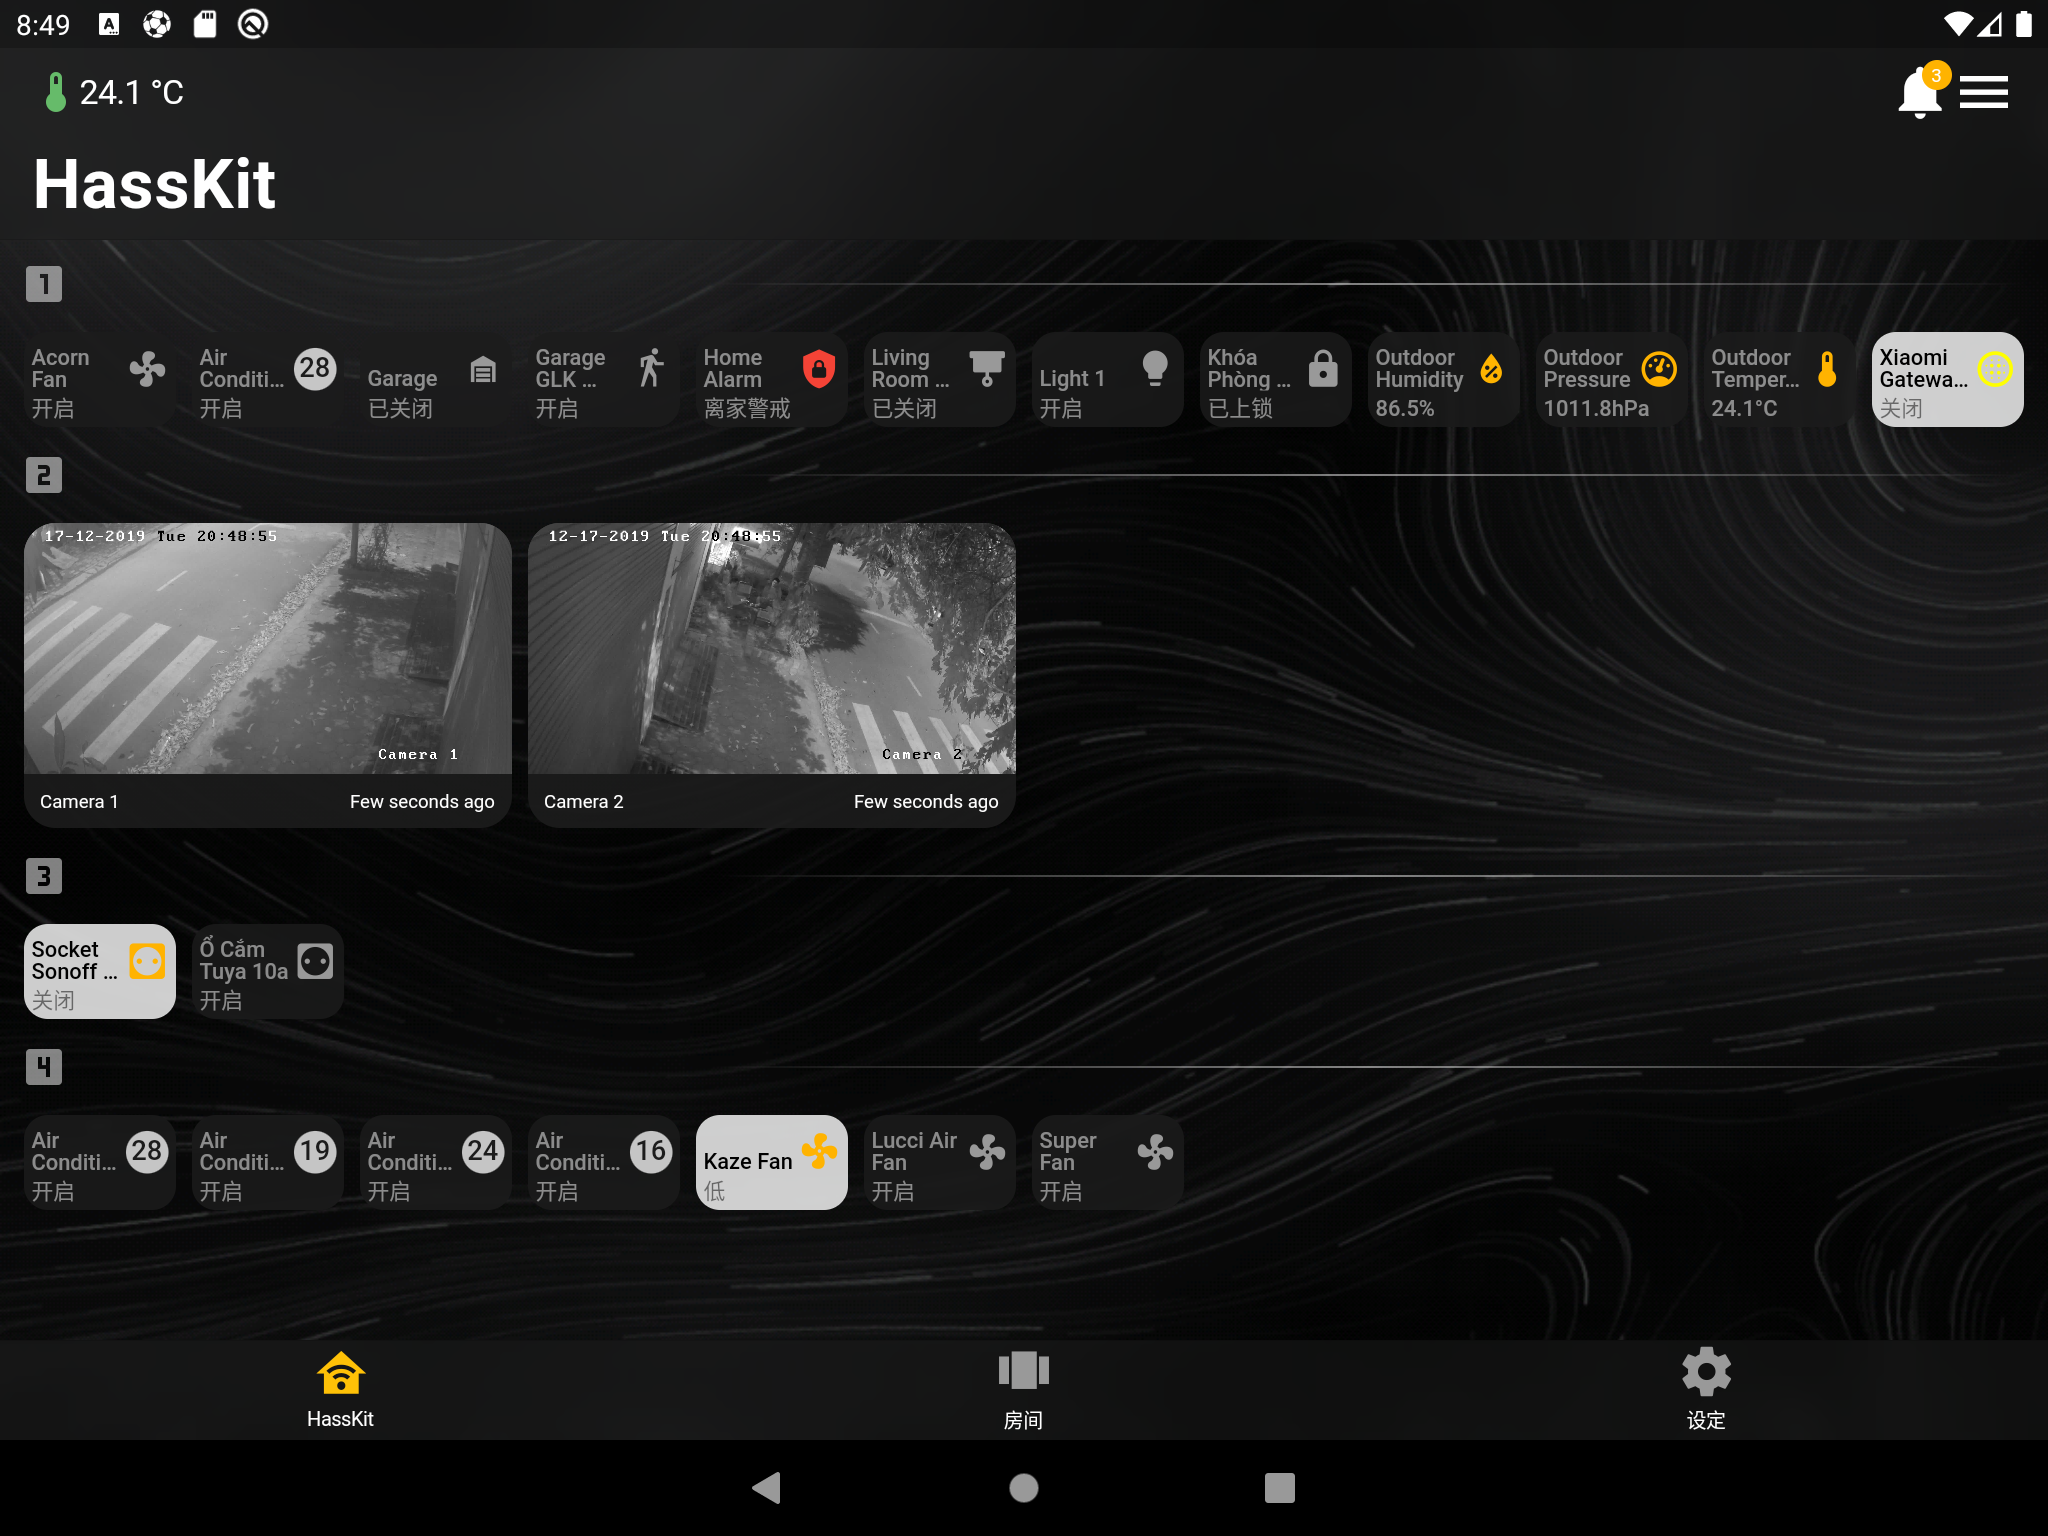 8:49
24.1 °C
3
HassKit
1
Acorn Fan
开启
Air Conditi...
28
开启
Garage
已关闭
Garage GLK ...
开启
Home Alarm
离家警戒
Living Room ...
已关闭
Light 1
开启
Khóa Phòng ...
已上锁
Outdoor Humidity
86.5%
Outdoor Pressure
1011.8hPa
Outdoor Temper...
24.1°C
Xiaomi Gatewa...
关闭
2
17-12-2019 Tue 20:48:55
Camera 1
Camera 1
Few seconds ago
12-17-2019 Tue 20:48:55
Camera 2
Camera 2
Few seconds ago
3
Socket Sonoff ...
关闭
Ổ Cắm Tuya 10a
开启
4
Air Conditi...
28
开启
Air Conditi...
19
开启
Air Conditi...
24
开启
Air Conditi...
16
开启
Kaze Fan
低
Lucci Air Fan
开启
Super Fan
开启
HassKit
房间
设定